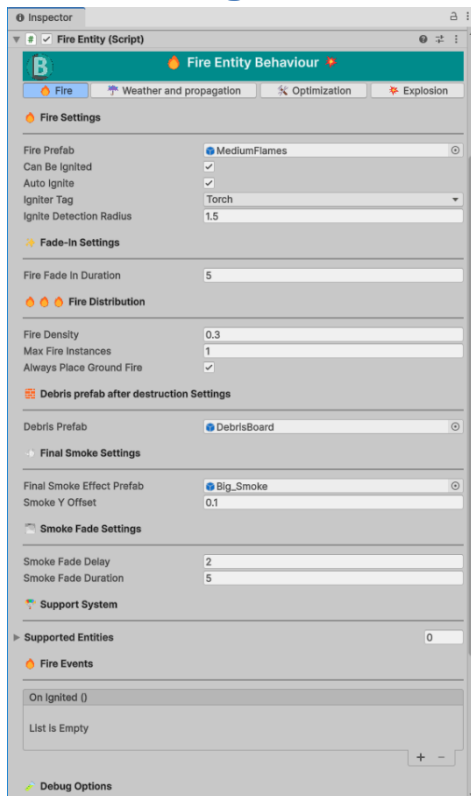 Inspector
Fire Entity (Script)
B
Fire Entity Behaviour
Fire Weather and propagation Optimization Explosion
Fire Settings
Fire Prefab MediumFlames
Can Be Ignited
Auto Ignite
Igniter Tag Torch
Ignite Detection Radius 1.5
Fade-In Settings
Fire Fade In Duration 5
Fire Distribution
Fire Density 0.3
Max Fire Instances 1
Always Place Ground Fire
Debris prefab after destruction Settings
Debris Prefab DebrisBoard
Final Smoke Settings
Final Smoke Effect Prefab Big_Smoke
Smoke Y Offset 0.1
Smoke Fade Settings
Smoke Fade Delay 2
Smoke Fade Duration 5
Support System
Supported Entities 0
Fire Events
On Ignited ()
List is Empty
+ −
Debug Options